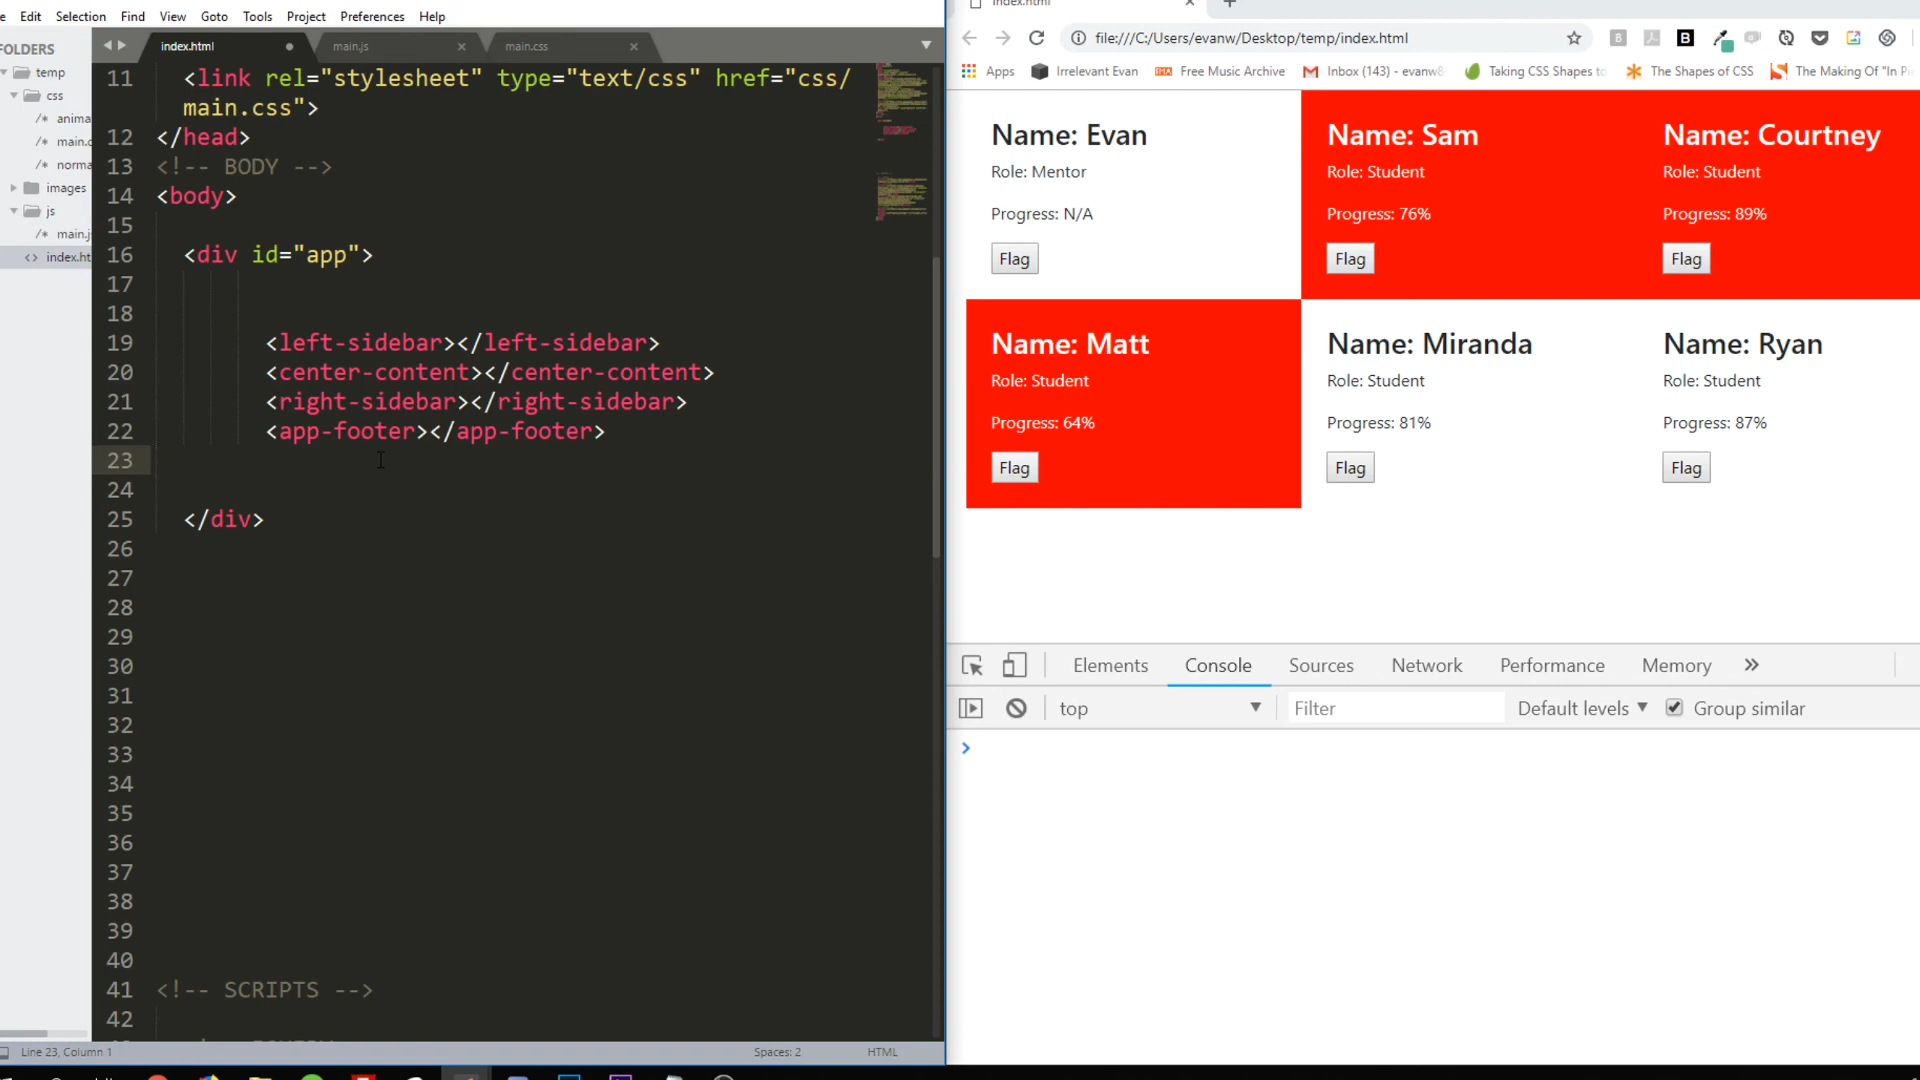 Edit Selection Find View Goto Tools Project Preferences Help
FOLDERS
temp
css
anima
main.c
norma
images
js
main.j
index.ht
index.html
main.js
main.css
11 <link rel="stylesheet" type="text/css" href="css/
main.css">
12 </head>
13 <!-- BODY -->
14 <body>
15
16 <div id="app">
17
18
19 <left-sidebar></left-sidebar>
20 <center-content></center-content>
21 <right-sidebar></right-sidebar>
22 <app-footer></app-footer>
23
24
25 </div>
26
27
28
29
30
31
32
33
34
35
36
37
38
39
40
41 <!-- SCRIPTS -->
42
Line 23, Column 1
Spaces: 2
HTML
index.html
file:///C:/Users/evanw/Desktop/temp/index.html
Apps
Irrelevant Evan
Free Music Archive
Inbox (143) - evanw8
Taking CSS Shapes to
The Shapes of CSS
The Making Of "In Pi
Name: Evan
Role: Mentor
Progress: N/A
Flag
Name: Sam
Role: Student
Progress: 76%
Flag
Name: Courtney
Role: Student
Progress: 89%
Flag
Name: Matt
Role: Student
Progress: 64%
Flag
Name: Miranda
Role: Student
Progress: 81%
Flag
Name: Ryan
Role: Student
Progress: 87%
Flag
Elements Console Sources Network Performance Memory »
top
Filter
Default levels
Group similar